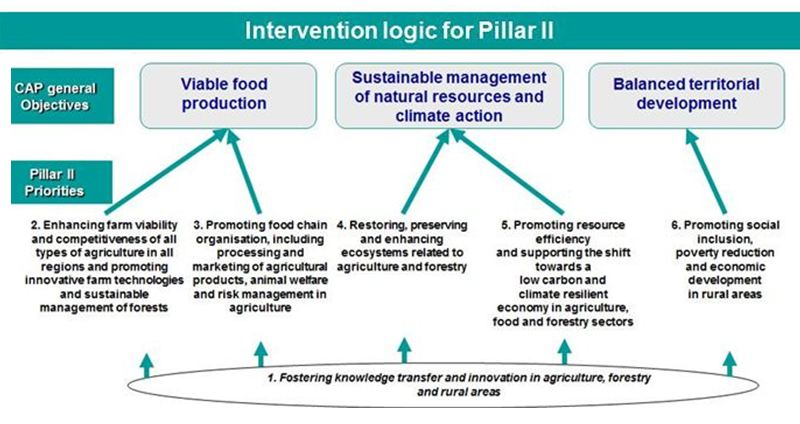 Intervention logic for Pillar II
CAP general
Objectives
Viable food
production
Sustainable management
of natural resources and
climate action
Balanced territorial
development
Pillar II
Priorities
2. Enhancing farm viability
and competitiveness of all
types of agriculture in all
regions and promoting
innovative farm technologies
and sustainable
management of forests
3. Promoting food chain
organisation, including
processing and
marketing of agricultural
products, animal welfare
and risk management in
agriculture
4. Restoring, preserving
and enhancing
ecosystems related to
agriculture and forestry
5. Promoting resource
efficiency
and supporting the shift
towards a
low carbon and
climate resilient
economy in agriculture,
food and forestry sectors
6. Promoting social
inclusion,
poverty reduction
and economic
development
in rural areas
1. Fostering knowledge transfer and innovation in agriculture, forestry
and rural areas